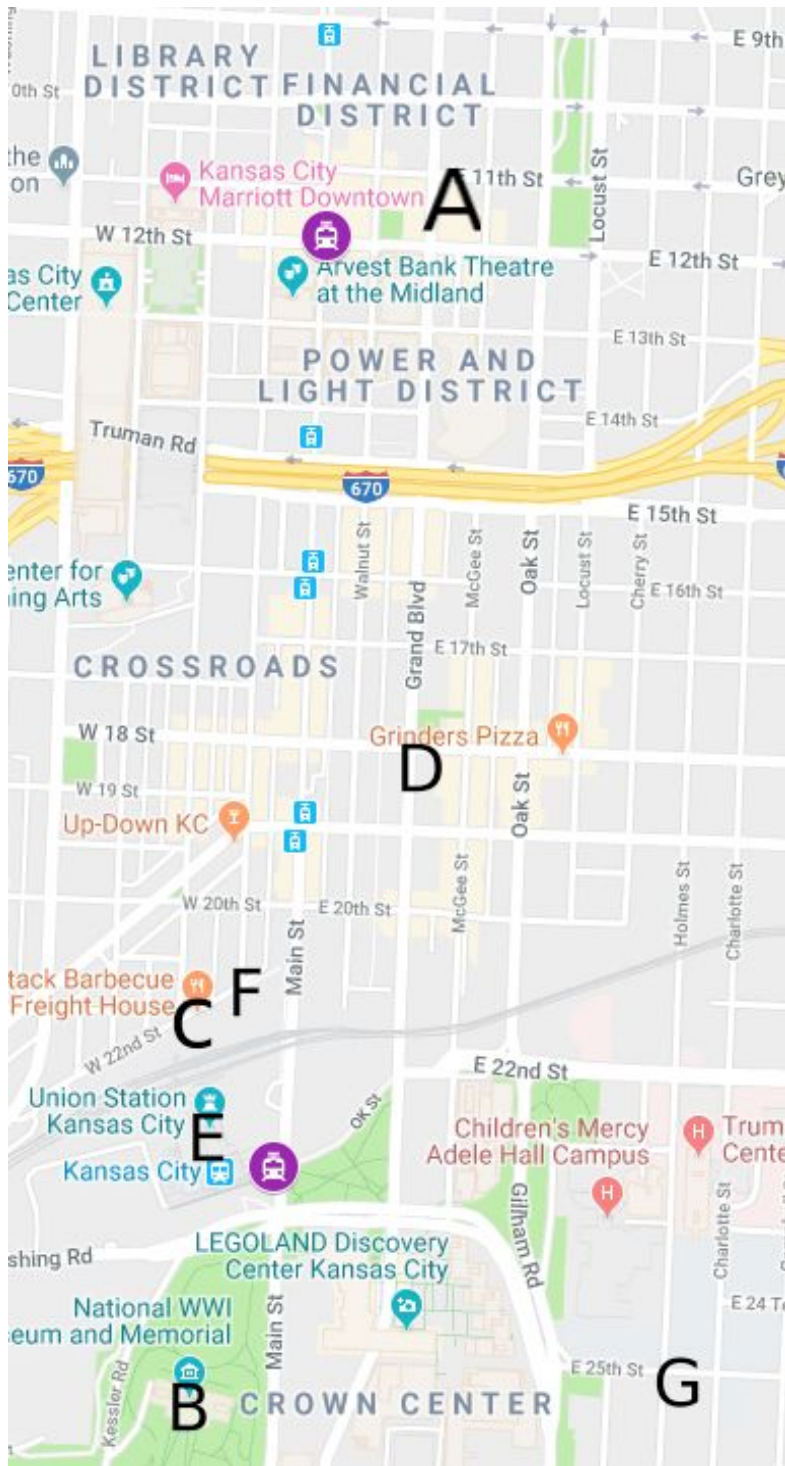 E 9th
LIBRARY
DISTRICT
FINANCIAL
DISTRICT
0th St
the
on
Kansas City
Marriott Downtown
A
E 11th St
Grey
Locust St
W 12th St
E 12th St
as City
Center
Arvest Bank Theatre
at the Midland
E 13th St
POWER AND
LIGHT DISTRICT
E 14th St
Truman Rd
670
670
E 15th St
Walnut St
McGee St
Oak St
Locust St
Cherry St
enter for
ning Arts
E 16th St
Grand Blvd
E 17th St
CROSSROADS
W 18 St
Grinders Pizza
D
W 19 St
Oak St
Up-Down KC
McGee St
Holmes St
Charlotte St
W 20th St
E 20th St
Main St
tack Barbecue
Freight House
F
C
W 22nd St
E 22nd St
Union Station
Kansas City
OK St
E
Children's Mercy
Adele Hall Campus
H
Trum
Cente
Kansas City
H
Gillham Rd
Charlotte St
shing Rd
LEGOLAND Discovery
Center Kansas City
E 24 Te
National WWI
seum and Memorial
Main St
E 25th St
G
Kessler Rd
B
CROWN CENTER